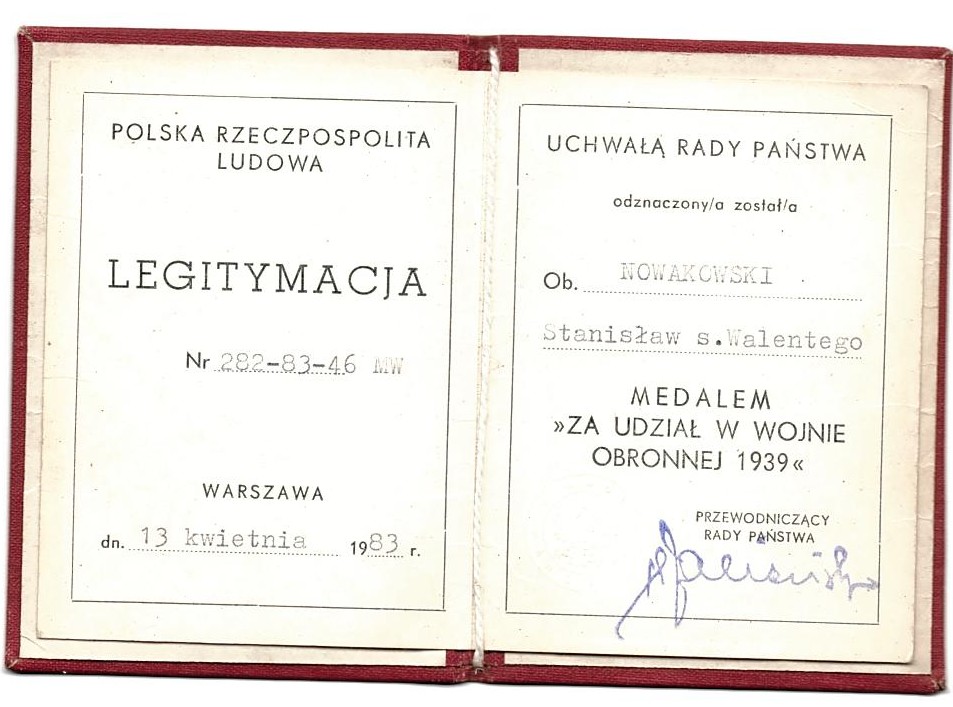 POLSKA RZECZPOSPOLITA
LUDOWA
LEGITYMACJA
Nr 282-83-46 MW
WARSZAWA
dn. 13 kwietnia 1983 r.
UCHWAŁĄ RADY PAŃSTWA
odznaczony/a został/a
Ob. NOWAKOWSKI
Stanisław s.Walentego
MEDALEM
»ZA UDZIAŁ W WOJNIE
OBRONNEJ 1939«
PRZEWODNICZĄCY
RADY PAŃSTWA